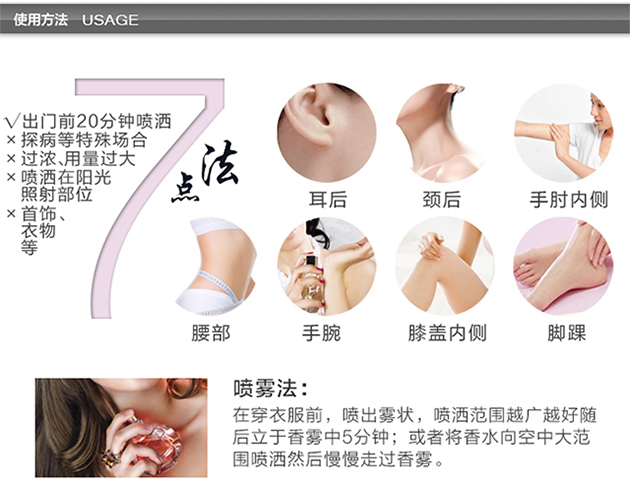 使用方法 USAGE
7点法
√出门前20分钟喷洒
×探病等特殊场合
×过浓、用量过大
×喷洒在阳光
照射部位
×首饰、
衣物
等
耳后 颈后 手肘内侧
腰部 手腕 膝盖内侧 脚踝
喷雾法：
在穿衣服前，喷出雾状，喷洒范围越广越好随
后立于香雾中5分钟；或者将香水向空中大范
围喷洒然后慢慢走过香雾。